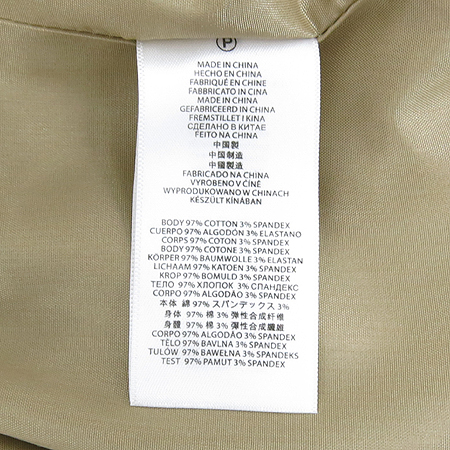 P
MADE IN CHINA
HECHO EN CHINA
FABRIQUÉ EN CHINE
FABBRICATO IN CINA
MADE IN CHINA
GEFABRICEERD IN CHINA
FREMSTILLET I KINA
СДЕЛАНО В КИТАЕ
FEITO NA CHINA
中国製
中国制造
中國製造
FABRICADO NA CHINA
VYROBENO V ČÍNĚ
WYPRODUKOWANO W CHINACH
KÉSZÜLT KÍNÁBAN
BODY 97% COTTON 3% SPANDEX
CUERPO 97% ALGODÓN 3% ELASTANO
CORPS 97% COTON 3% SPANDEX
BODY 97% COTONE 3% SPANDEX
KÖRPER 97% BAUMWOLLE 3% ELASTAN
LICHAAM 97% KATOEN 3% SPANDEX
KROP 97% BOMULD 3% SPANDEX
ТЕЛО 97% ХЛОПОК 3% СПАНДЕКС
CORPO 97% ALGODÃO 3% SPANDEX
本体 綿 97% スパンデックス 3%
身体 97% 棉 3% 弹性合成纤维
身體 97% 棉 3% 彈性合成纖維
CORPO 97% ALGODÃO 3% SPANDEX
TĚLO 97% BAVLNA 3% SPANDEX
TUŁÓW 97% BAWEŁNA 3% SPANDEKS
TEST 97% PAMUT 3% SPANDEX